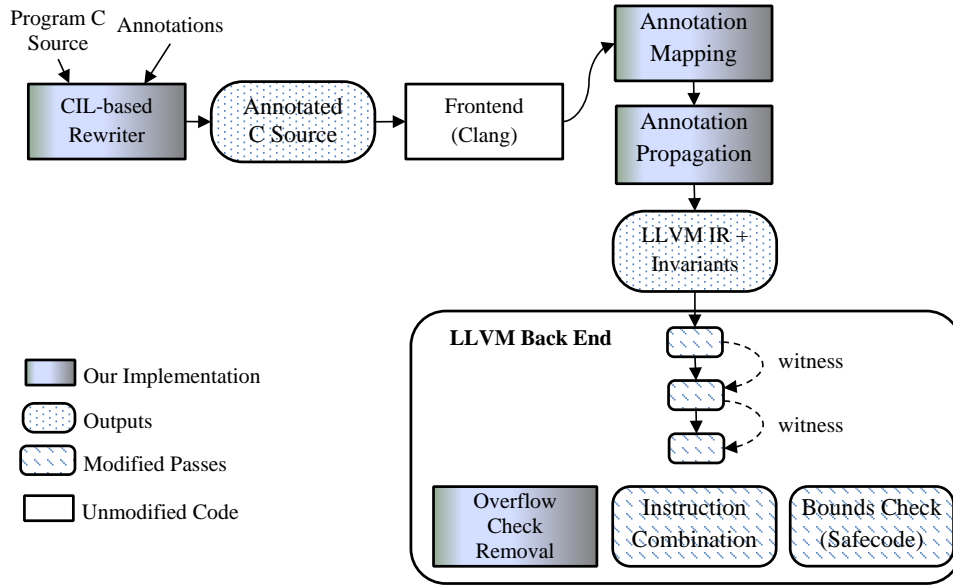 Program C
Source
Annotations
CIL-based
Rewriter
Annotated
C Source
Frontend
(Clang)
Annotation
Mapping
Annotation
Propagation
LLVM IR +
Invariants
LLVM Back End
witness
witness
Our Implementation
Outputs
Modified Passes
Unmodified Code
Overflow
Check
Removal
Instruction
Combination
Bounds Check
(Safecode)